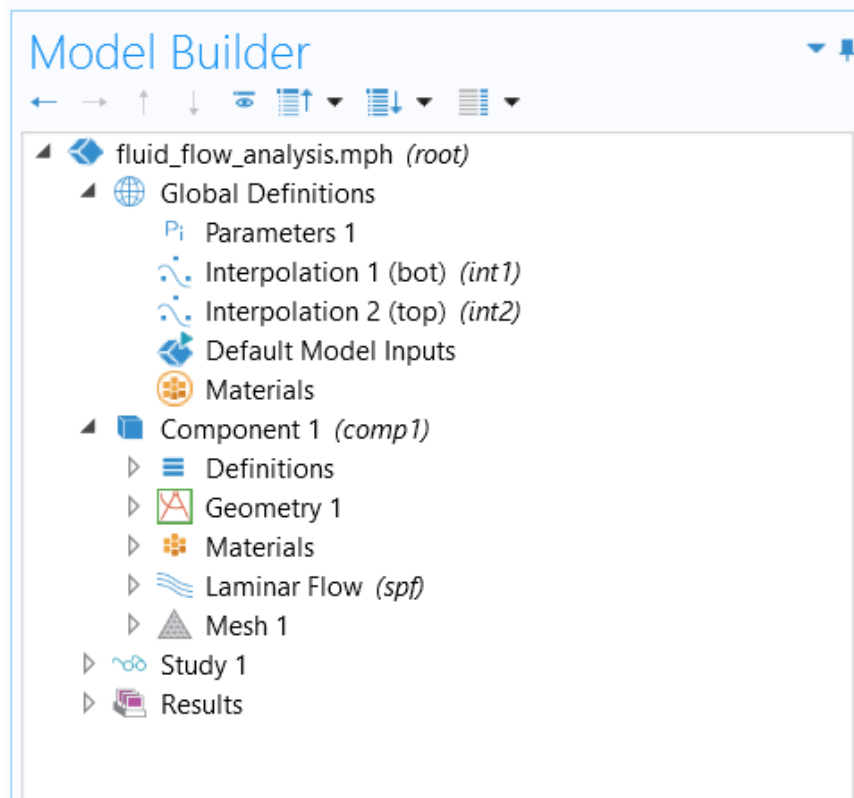 Model Builder
fluid_flow_analysis.mph (root)
Global Definitions
Pi Parameters 1
Interpolation 1 (bot) (int1)
Interpolation 2 (top) (int2)
Default Model Inputs
Materials
Component 1 (comp1)
Definitions
Geometry 1
Materials
Laminar Flow (spf)
Mesh 1
Study 1
Results